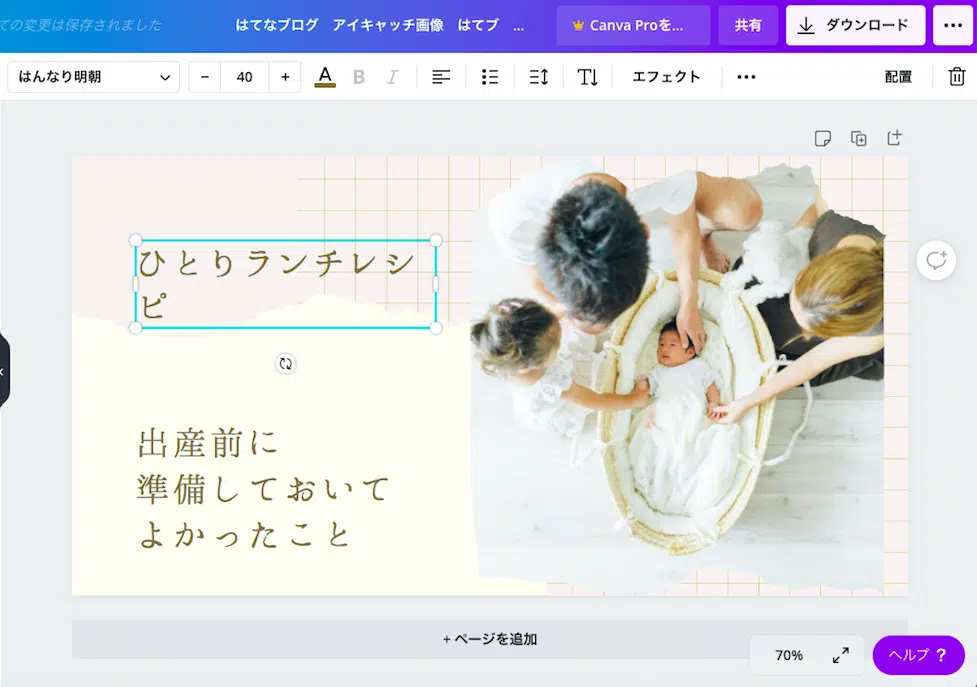 ての変更は保存されました
はてなブログ アイキャッチ画像 はてブ ...
Canva Proを...
共有
ダウンロード
はんなり明朝
− 40 +
A B I
エフェクト
配置
ひとりランチレシ
ピ
出産前に
準備しておいて
よかったこと
+ ページを追加
70%
ヘルプ ?